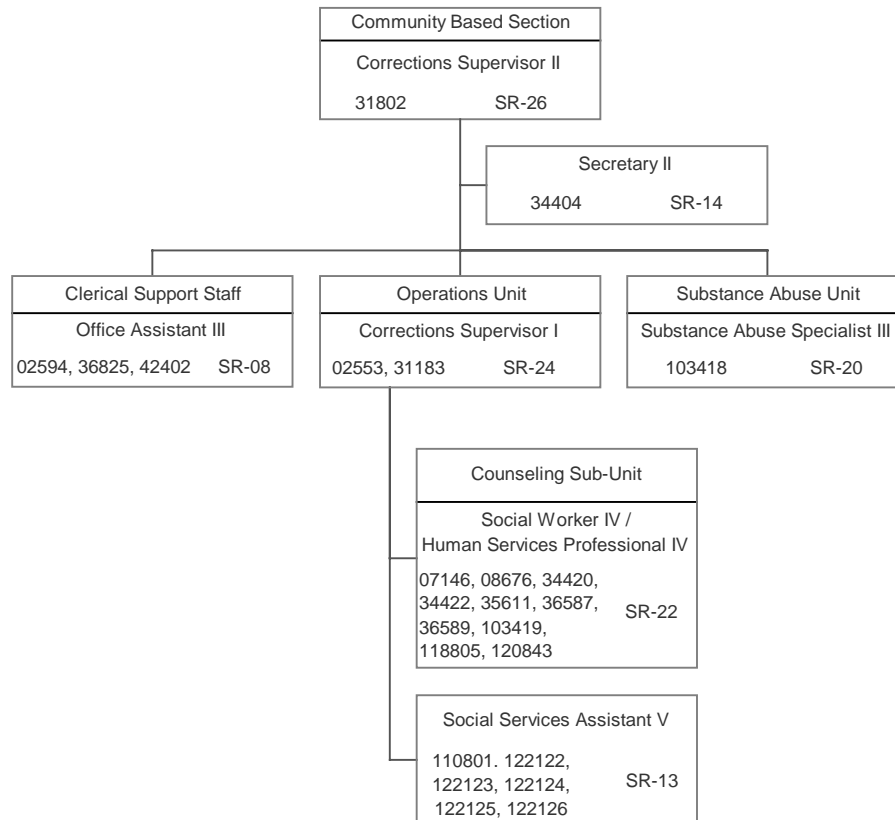 Community Based Section
Corrections Supervisor II
31802 SR-26
Secretary II
34404 SR-14
Clerical Support Staff
Office Assistant III
02594, 36825, 42402 SR-08
Operations Unit
Corrections Supervisor I
02553, 31183 SR-24
Substance Abuse Unit
Substance Abuse Specialist III
103418 SR-20
Counseling Sub-Unit
Social Worker IV /
Human Services Professional IV
07146, 08676, 34420,
34422, 35611, 36587,
36589, 103419,
118805, 120843
SR-22
Social Services Assistant V
110801. 122122,
122123, 122124,
122125, 122126
SR-13